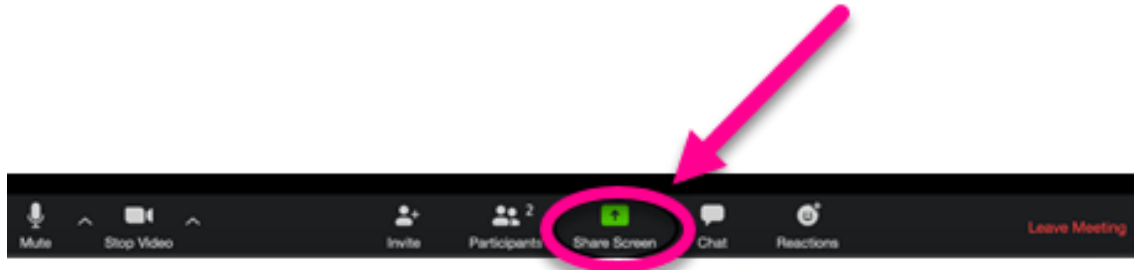 2
Mute
Stop Video
Invite
Participants
Share Screen
Chat
Reactions
Leave Meeting